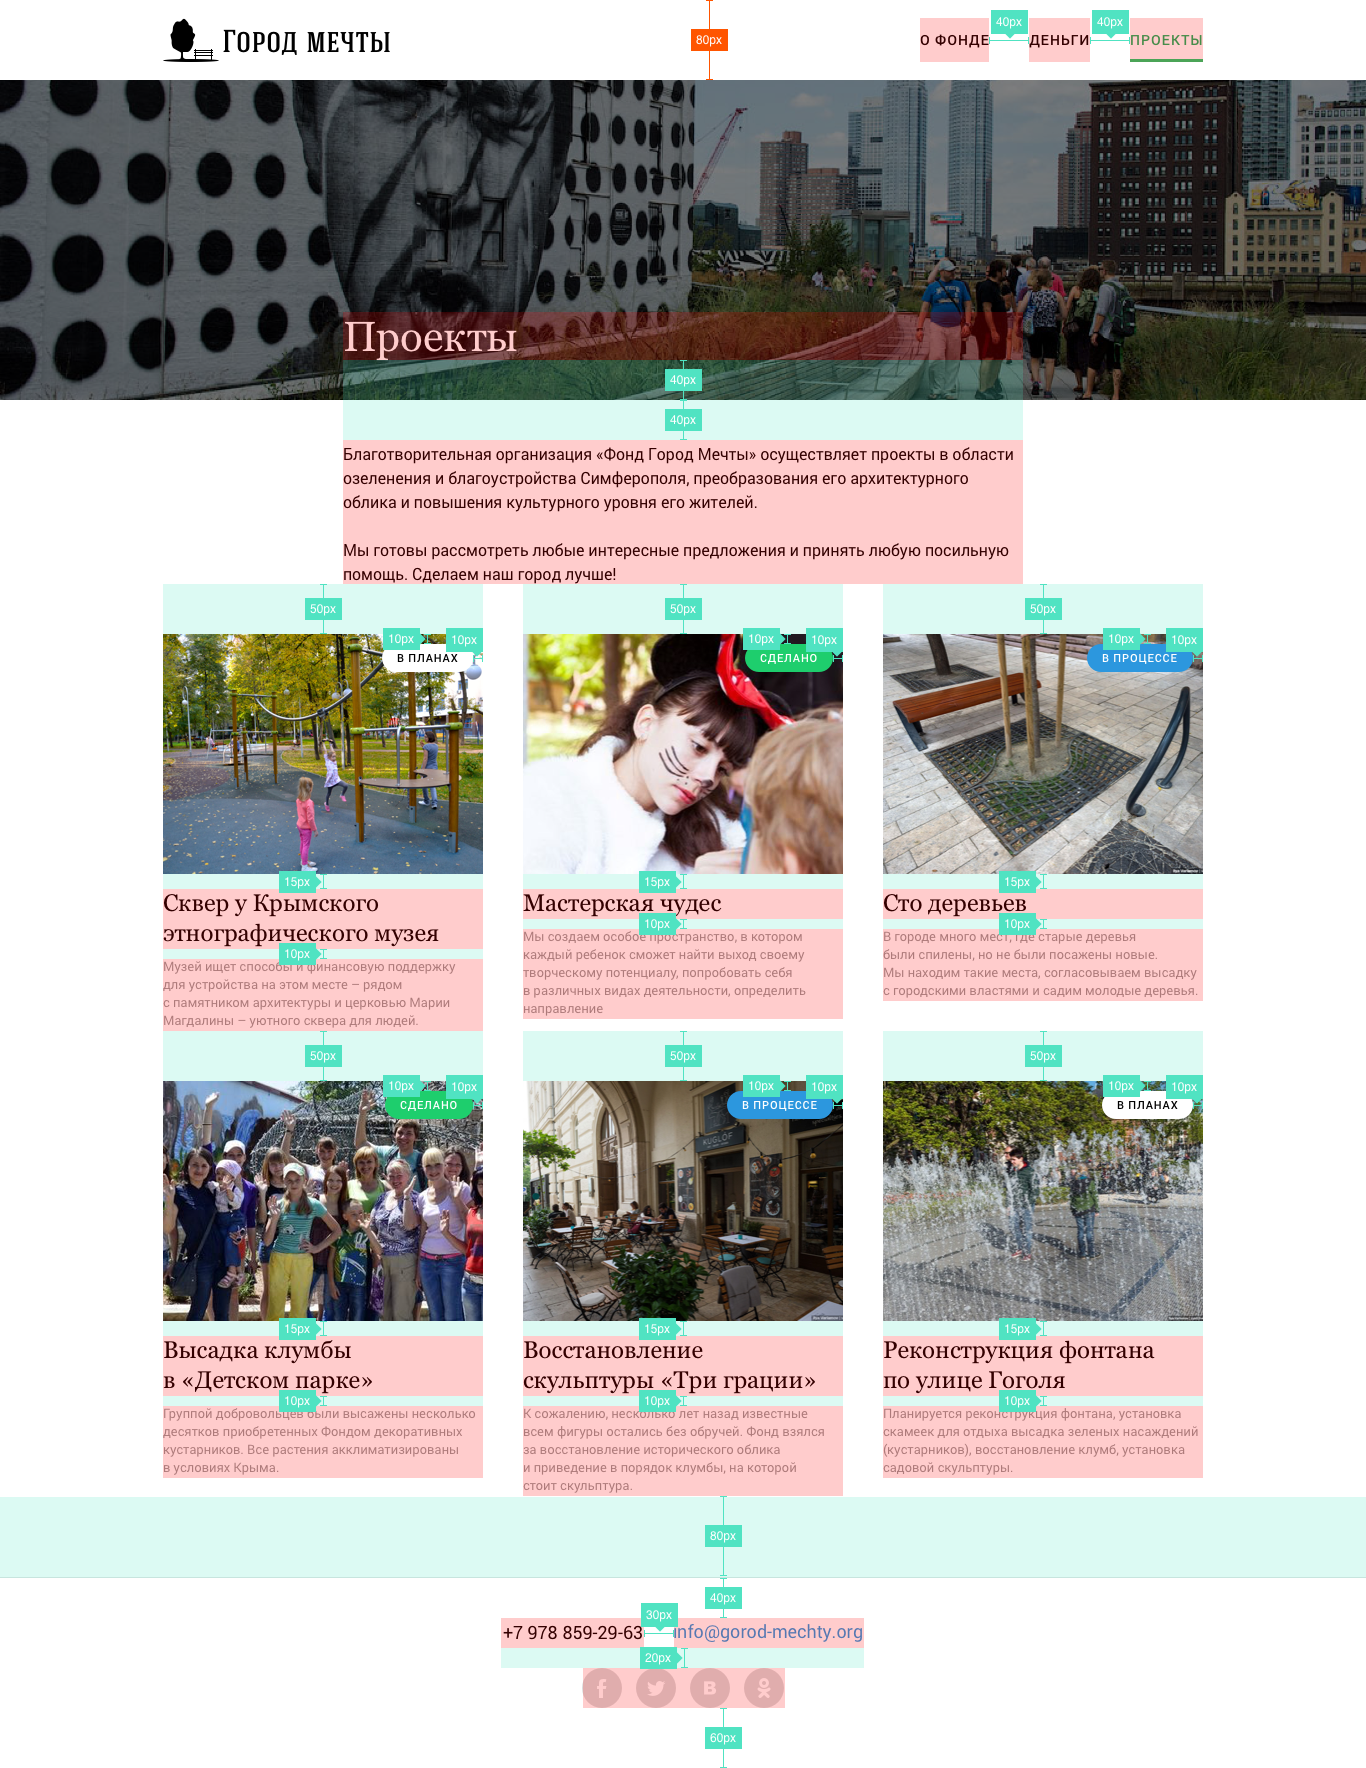 Город мечты
80px
О ФОНДЕ
40px
ДЕНЬГИ
40px
ПРОЕКТЫ
Проекты
40px
40px
Благотворительная организация «Фонд Город Мечты» осуществляет проекты в области
озеленения и благоустройства Симферополя, преобразования его архитектурного
облика и повышения культурного уровня его жителей.
Мы готовы рассмотреть любые интересные предложения и принять любую посильную
помощь. Сделаем наш город лучше!
50px
50px
50px
10px
10px
В ПЛАНАХ
10px
10px
СДЕЛАНО
10px
10px
В ПРОЦЕССЕ
15px
15px
15px
Сквер у Крымского
этнографического музея
10px
Музей ищет способы и финансовую поддержку
для устройства на этом месте – рядом
с памятником архитектуры и церковью Марии
Магдалины – уютного сквера для людей.
Мастерская чудес
10px
Мы создаем особое пространство, в котором
каждый ребенок сможет найти выход своему
творческому потенциалу, попробовать себя
в различных видах деятельности, определить
направление
Сто деревьев
10px
В городе много мест, где старые деревья
были спилены, но не были посажены новые.
Мы находим такие места, согласовываем высадку
с городскими властями и садим молодые деревья.
50px
50px
50px
10px
10px
СДЕЛАНО
10px
10px
В ПРОЦЕССЕ
KUGLOF
10px
10px
В ПЛАНАХ
15px
15px
15px
Высадка клумбы
в «Детском парке»
10px
Группой добровольцев были высажены несколько
десятков приобретенных Фондом декоративных
кустарников. Все растения акклиматизированы
в условиях Крыма.
Восстановление
скульптуры «Три грации»
10px
К сожалению, несколько лет назад известные
всем фигуры остались без обручей. Фонд взялся
за восстановление исторического облика
и приведение в порядок клумбы, на которой
стоит скульптура.
Реконструкция фонтана
по улице Гоголя
10px
Планируется реконструкция фонтана, установка
скамеек для отдыха высадка зеленых насаждений
(кустарников), восстановление клумб, установка
садовой скульптуры.
80px
40px
30px
+7 978 859-29-63
info@gorod-mechty.org
20px
60px